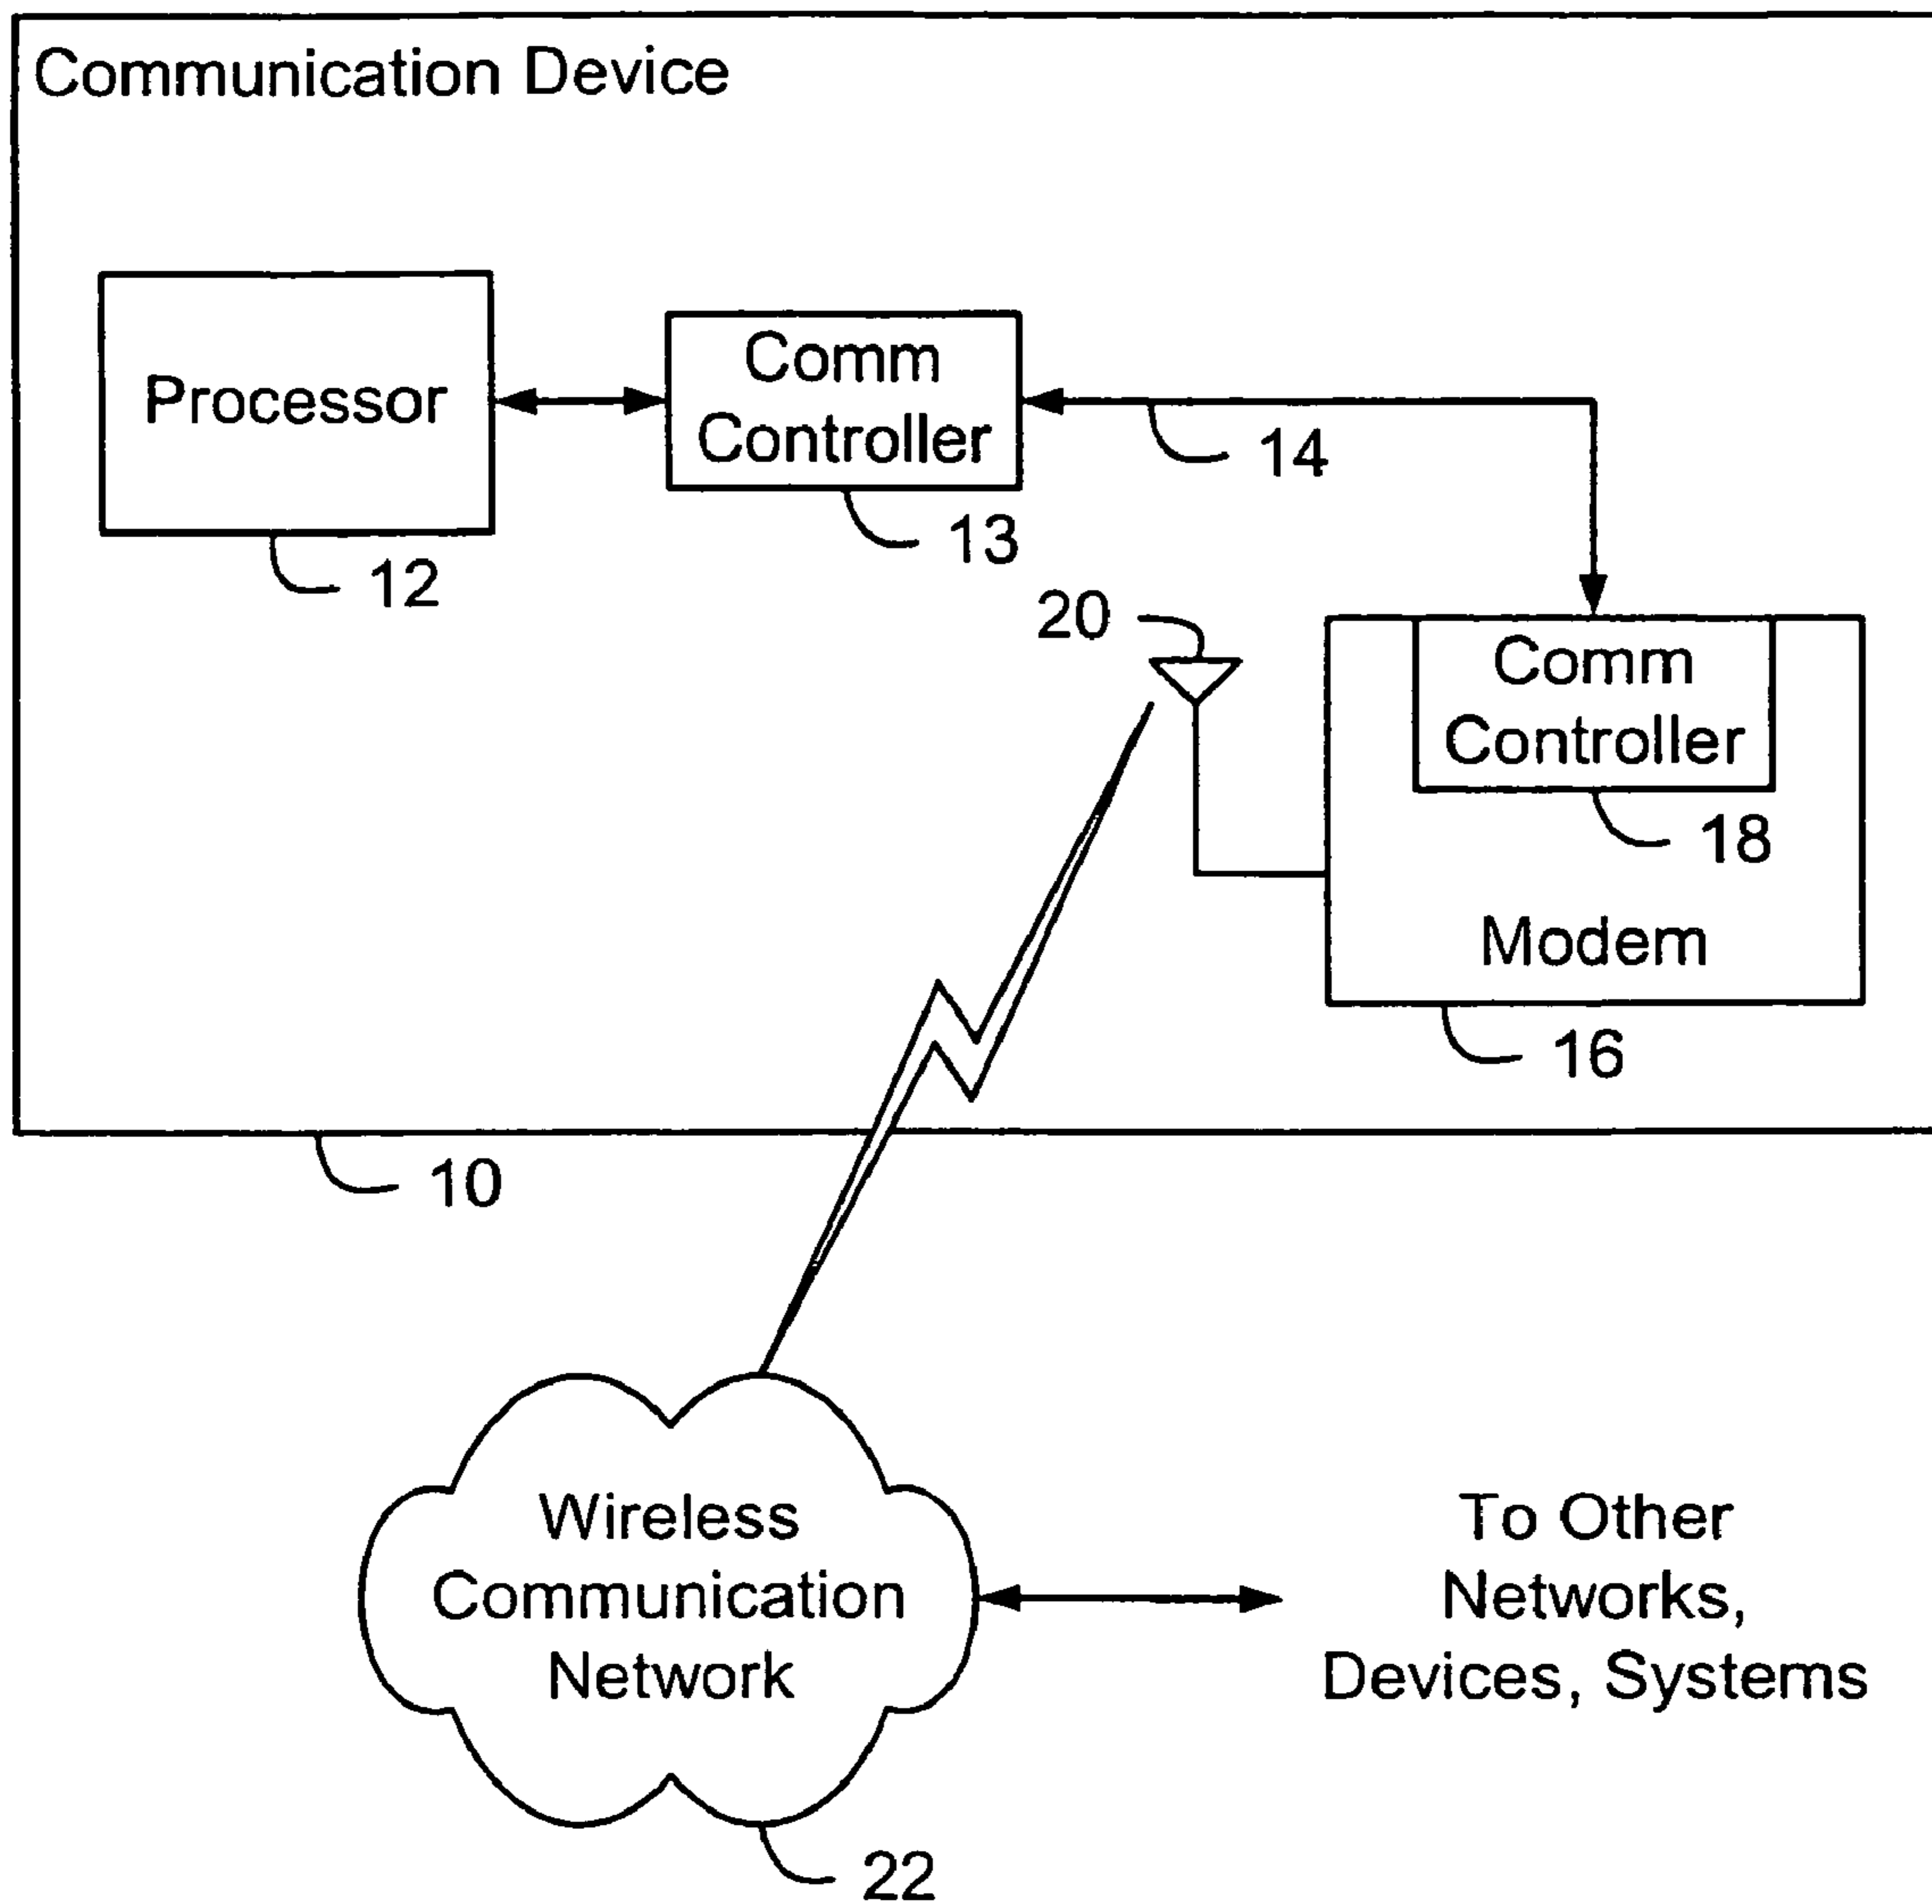 Communication Device
Processor
Comm
Controller
14
13
12
20
Comm
Controller
18
Modem
16
10
Wireless
Communication
Network
To Other
Networks,
Devices, Systems
22